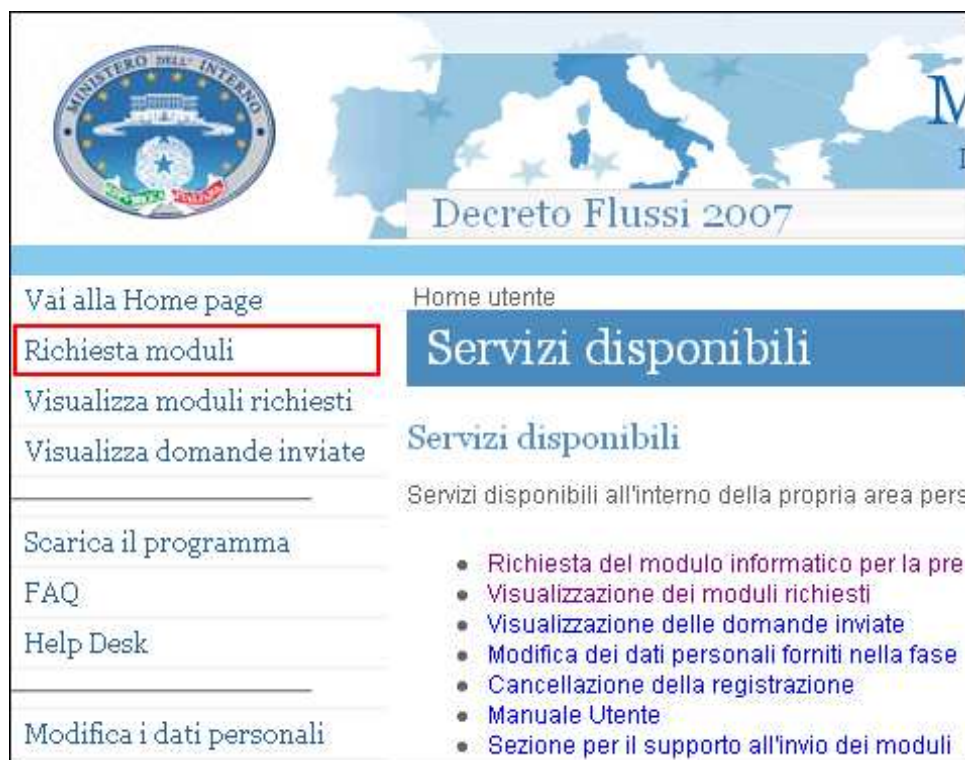 MINISTERO DELL' INTERNO
Decreto Flussi 2007
Vai alla Home page
Richiesta moduli
Visualizza moduli richiesti
Visualizza domande inviate
Scarica il programma
FAQ
Help Desk
Modifica i dati personali
Home utente
Servizi disponibili
Servizi disponibili
Servizi disponibili all'interno della propria area pers
Richiesta del modulo informatico per la pre
Visualizzazione dei moduli richiesti
Visualizzazione delle domande inviate
Modifica dei dati personali forniti nella fase
Cancellazione della registrazione
Manuale Utente
Sezione per il supporto all'invio dei moduli